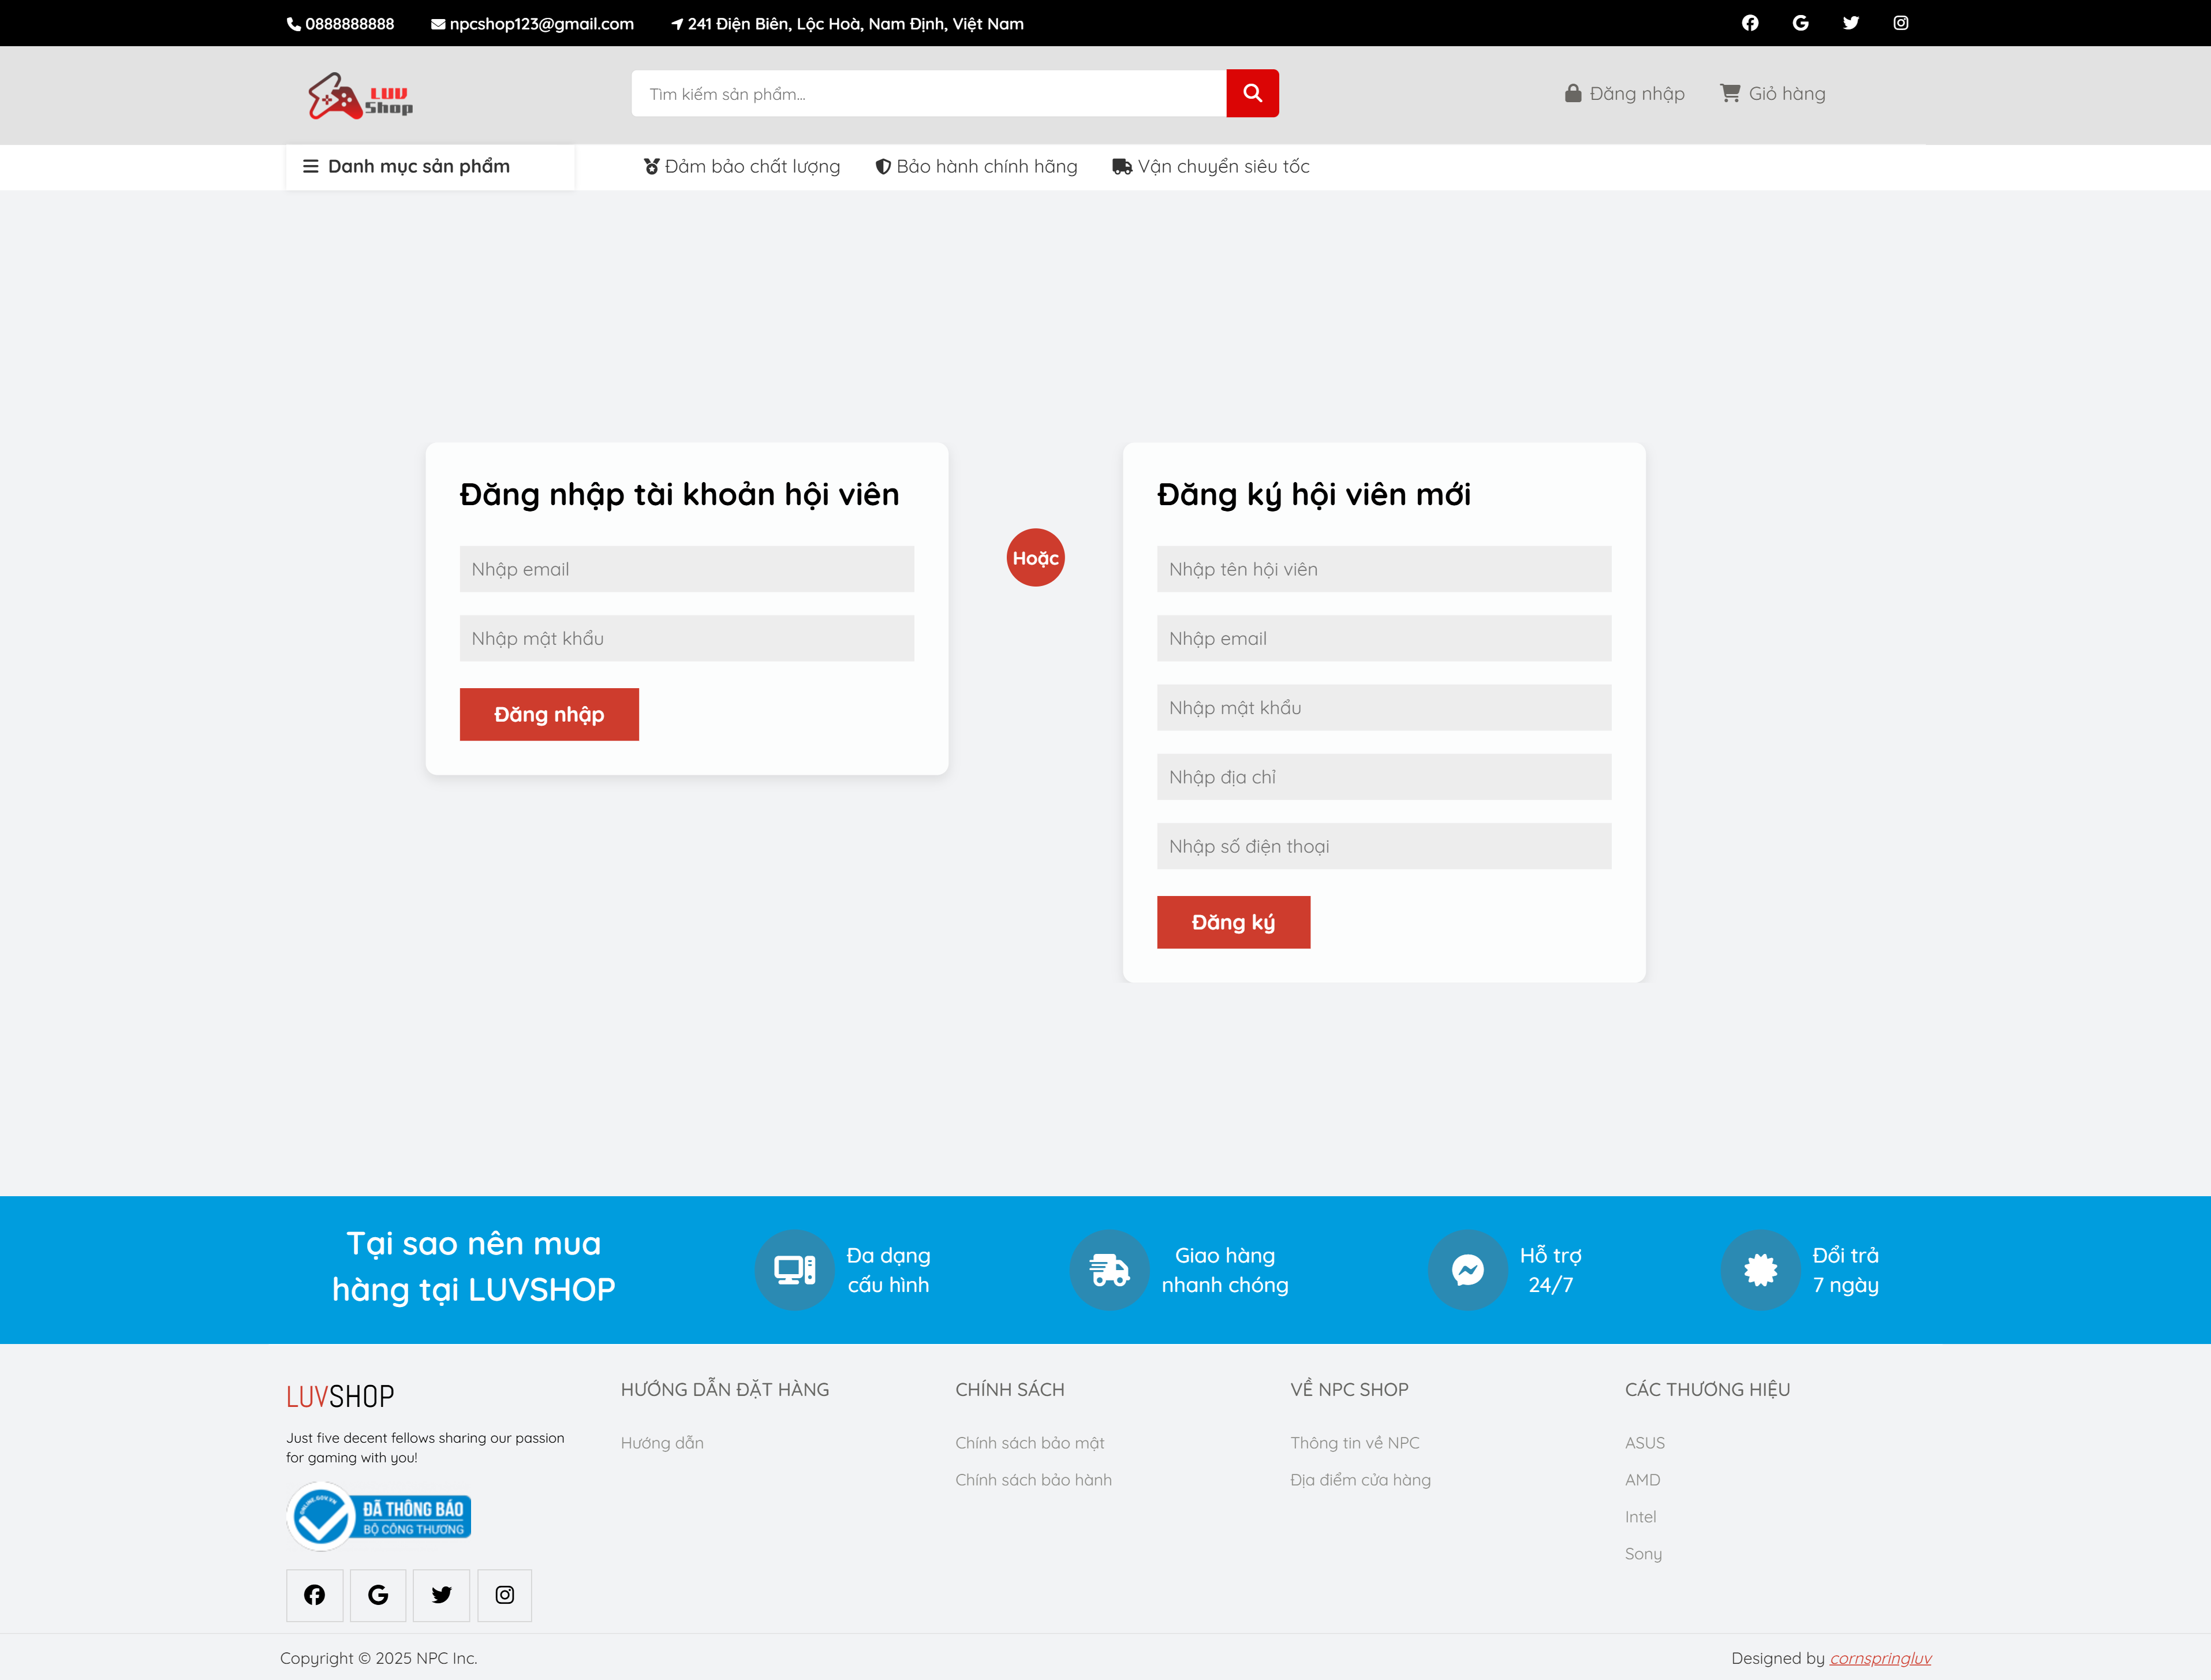 0888888888 npcshop123@gmail.com 241 Điện Biên, Lộc Hoà, Nam Định, Việt Nam
LUV
Shop
Tìm kiếm sản phẩm...
Đăng nhập Giỏ hàng
Danh mục sản phẩm
Đảm bảo chất lượng Bảo hành chính hãng Vận chuyển siêu tốc
Đăng nhập tài khoản hội viên
Nhập email
Nhập mật khẩu
Đăng nhập
Hoặc
Đăng ký hội viên mới
Nhập tên hội viên
Nhập email
Nhập mật khẩu
Nhập địa chỉ
Nhập số điện thoại
Đăng ký
Tại sao nên mua
hàng tại LUVSHOP
Đa dạng
cấu hình
Giao hàng
nhanh chóng
Hỗ trợ
24/7
Đổi trả
7 ngày
LUVSHOP
Just five decent fellows sharing our passion
for gaming with you!
ONLINE.GOV.VN
ĐÃ THÔNG BÁO
BỘ CÔNG THƯƠNG
HƯỚNG DẪN ĐẶT HÀNG
Hướng dẫn
CHÍNH SÁCH
Chính sách bảo mật
Chính sách bảo hành
VỀ NPC SHOP
Thông tin về NPC
Địa điểm cửa hàng
CÁC THƯƠNG HIỆU
ASUS
AMD
Intel
Sony
Copyright © 2025 NPC Inc.
Designed by cornspringluv